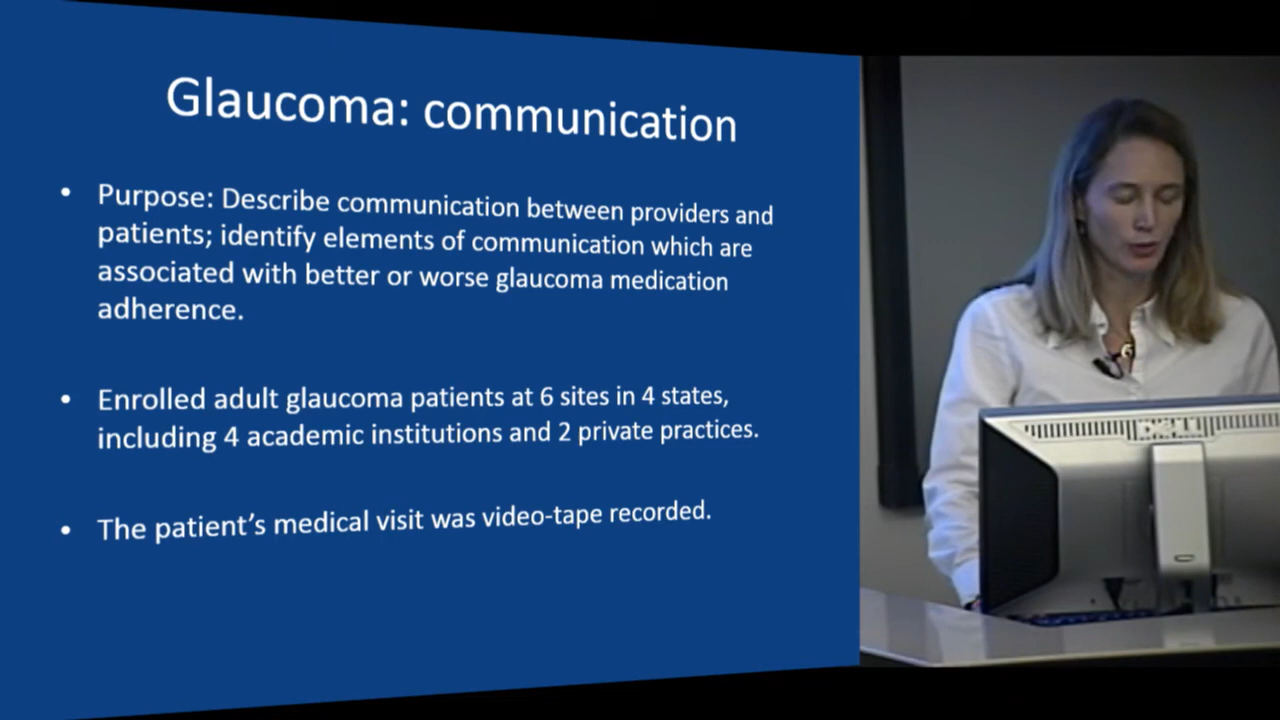 Glaucoma: communication
• Purpose: Describe communication between providers and
patients; identify elements of communication which are
associated with better or worse glaucoma medication
adherence.
• Enrolled adult glaucoma patients at 6 sites in 4 states,
including 4 academic institutions and 2 private practices.
• The patient’s medical visit was video-tape recorded.
DELL